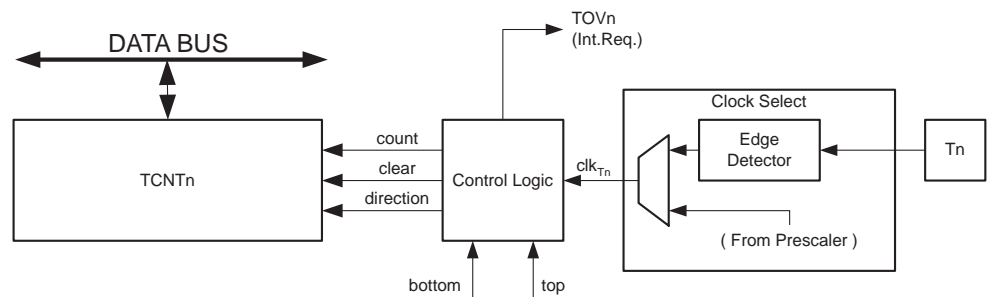 TOVn
(Int.Req.)
DATA BUS
Clock Select
count
Edge
Detector
Tn
TCNTn
clear
Control Logic
clkTn
direction
( From Prescaler )
bottom
top